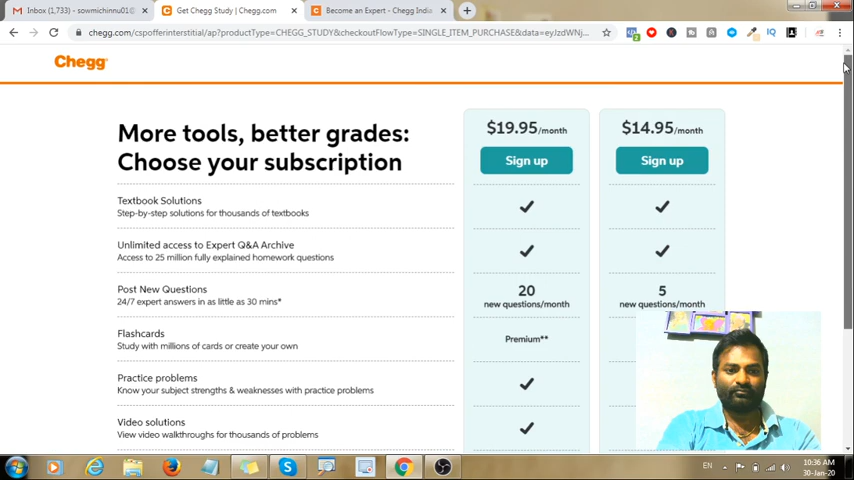 Inbox (1,733) - sowmichinnu01@
Get Chegg Study | Chegg.com
Become an Expert - Chegg India
chegg.com/cspofferinterstitial/ap?productType=CHEGG_STUDY&checkoutFlowType=SINGLE_ITEM_PURCHASE&data=eyJzdWNj...
Chegg
More tools, better grades:
Choose your subscription
$19.95/month
$14.95/month
Sign up
Sign up
Textbook Solutions
Step-by-step solutions for thousands of textbooks
Unlimited access to Expert Q&A Archive
Access to 25 million fully explained homework questions
Post New Questions
24/7 expert answers in as little as 30 mins*
20
new questions/month
5
new questions/month
Flashcards
Study with millions of cards or create your own
Premium**
Practice problems
Know your subject strengths & weaknesses with practice problems
Video solutions
View video walkthroughs for thousands of problems
EN
10:36 AM
30-Jan-20